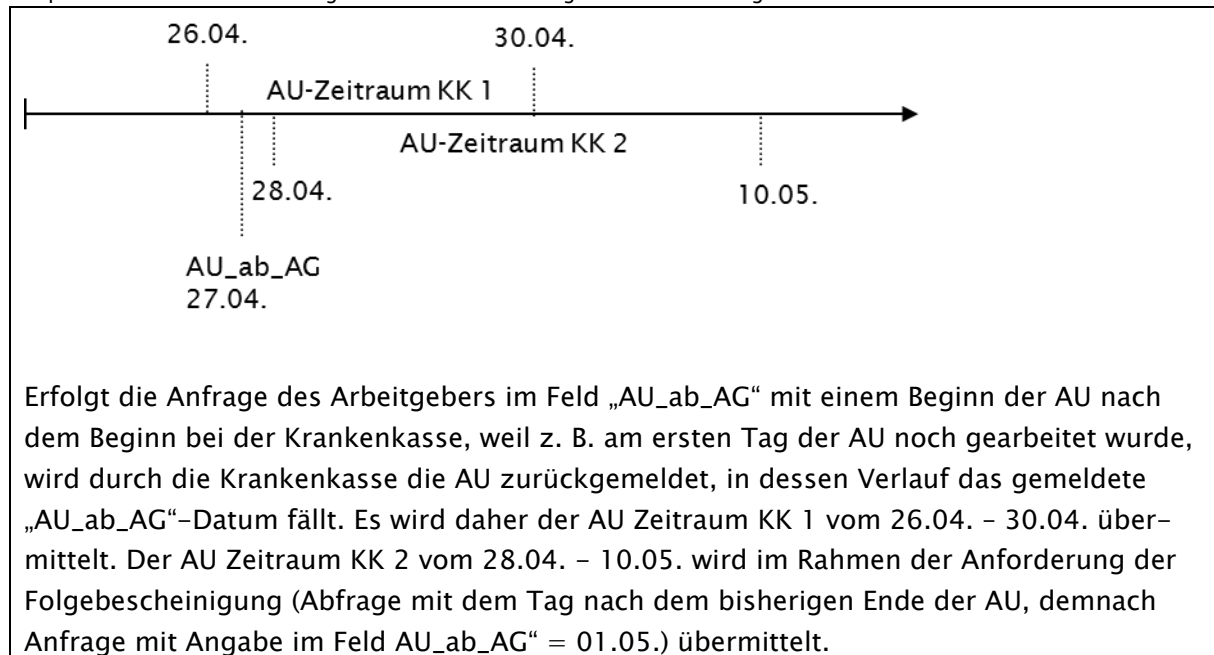 26.04.
30.04.
AU-Zeitraum KK 1
AU-Zeitraum KK 2
28.04.
10.05.
AU_ab_AG
27.04.
Erfolgt die Anfrage des Arbeitgebers im Feld „AU_ab_AG“ mit einem Beginn der AU nach
dem Beginn bei der Krankenkasse, weil z. B. am ersten Tag der AU noch gearbeitet wurde,
wird durch die Krankenkasse die AU zurückgemeldet, in dessen Verlauf das gemeldete
„AU_ab_AG“-Datum fällt. Es wird daher der AU Zeitraum KK 1 vom 26.04. – 30.04. über-
mittelt. Der AU Zeitraum KK 2 vom 28.04. – 10.05. wird im Rahmen der Anforderung der
Folgebescheinigung (Abfrage mit dem Tag nach dem bisherigen Ende der AU, demnach
Anfrage mit Angabe im Feld AU_ab_AG“ = 01.05.) übermittelt.